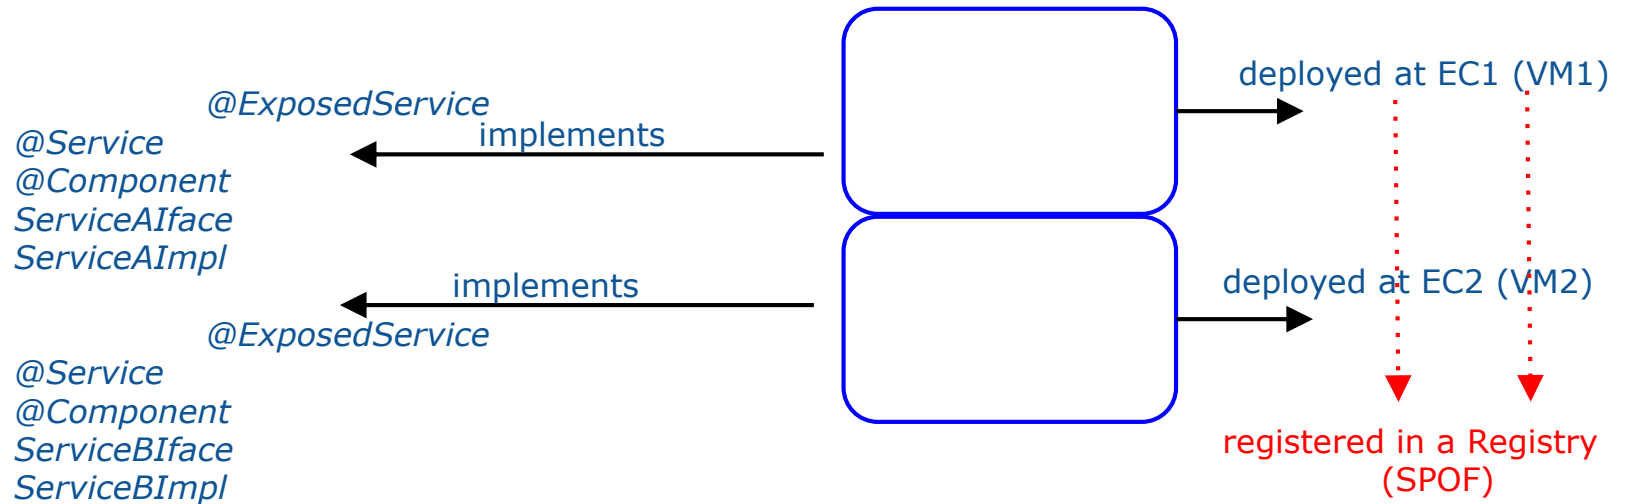 @ExposedService
@Service
@Component
ServiceAIface
ServiceAImpl
implements
deployed at EC1 (VM1)
implements
@ExposedService
@Service
@Component
ServiceBIface
ServiceBImpl
deployed at EC2 (VM2)
registered in a Registry
(SPOF)